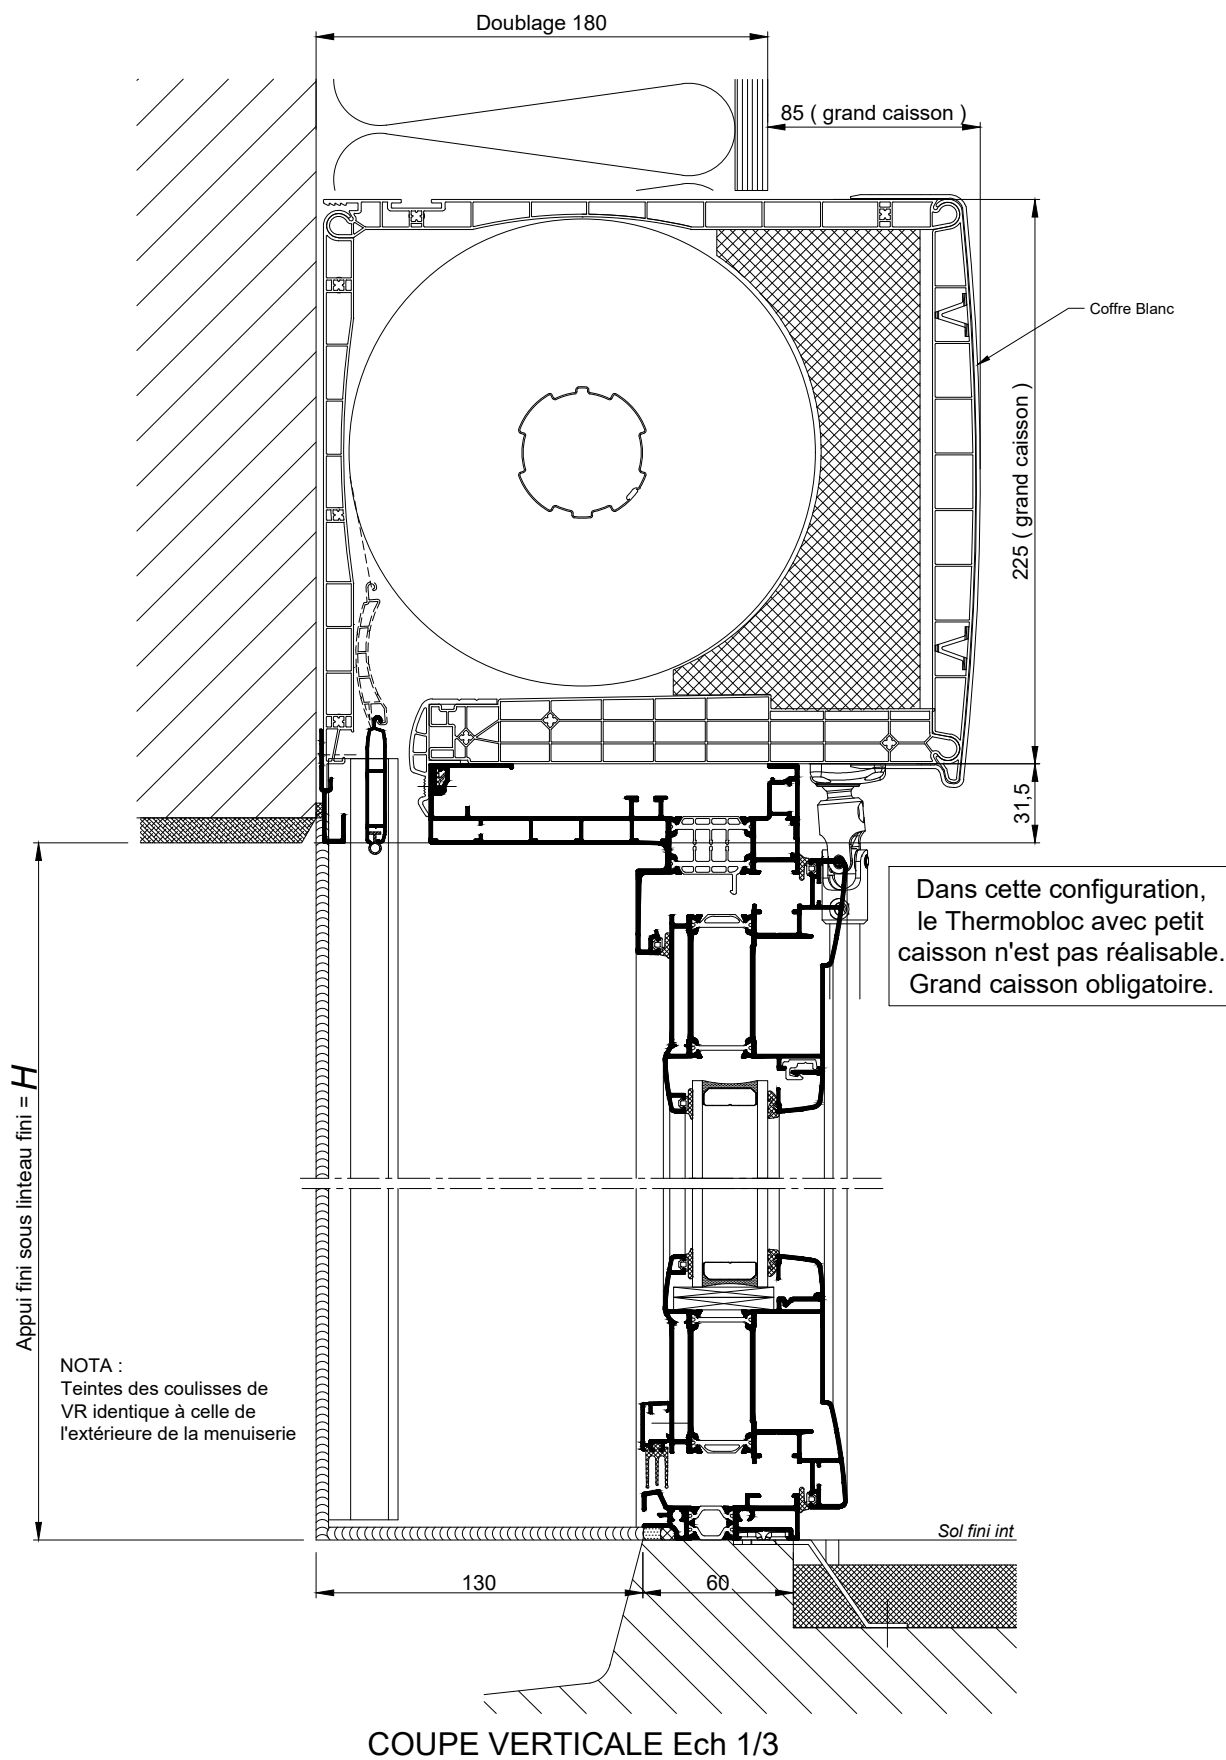 Doublage 180
85 ( grand caisson )
Coffre Blanc
225 ( grand caisson )
31,5
Dans cette configuration,
le Thermobloc avec petit
caisson n'est pas réalisable.
Grand caisson obligatoire.
Appui fini sous linteau fini = H
NOTA :
Teintes des coulisses de
VR identique à celle de
l'extérieure de la menuiserie
Sol fini int
130
60
COUPE VERTICALE Ech 1/3